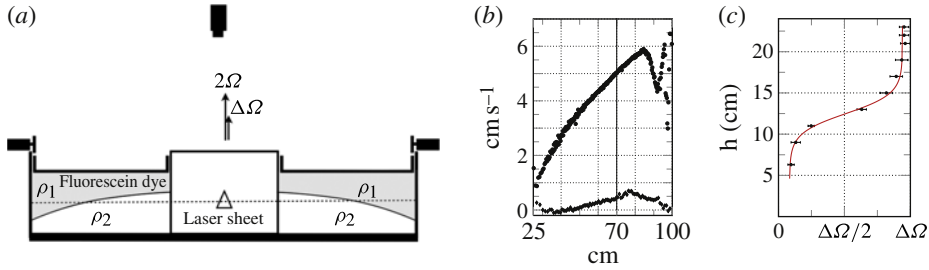 (a)
2Ω
ΔΩ
ρ1 Fluorescein dye ρ1
ρ2 Laser sheet ρ2
(b)
cm s−1
6
4
2
0
25 70 100
cm
(c)
h (cm)
20
15
10
5
0 ΔΩ/2 ΔΩ